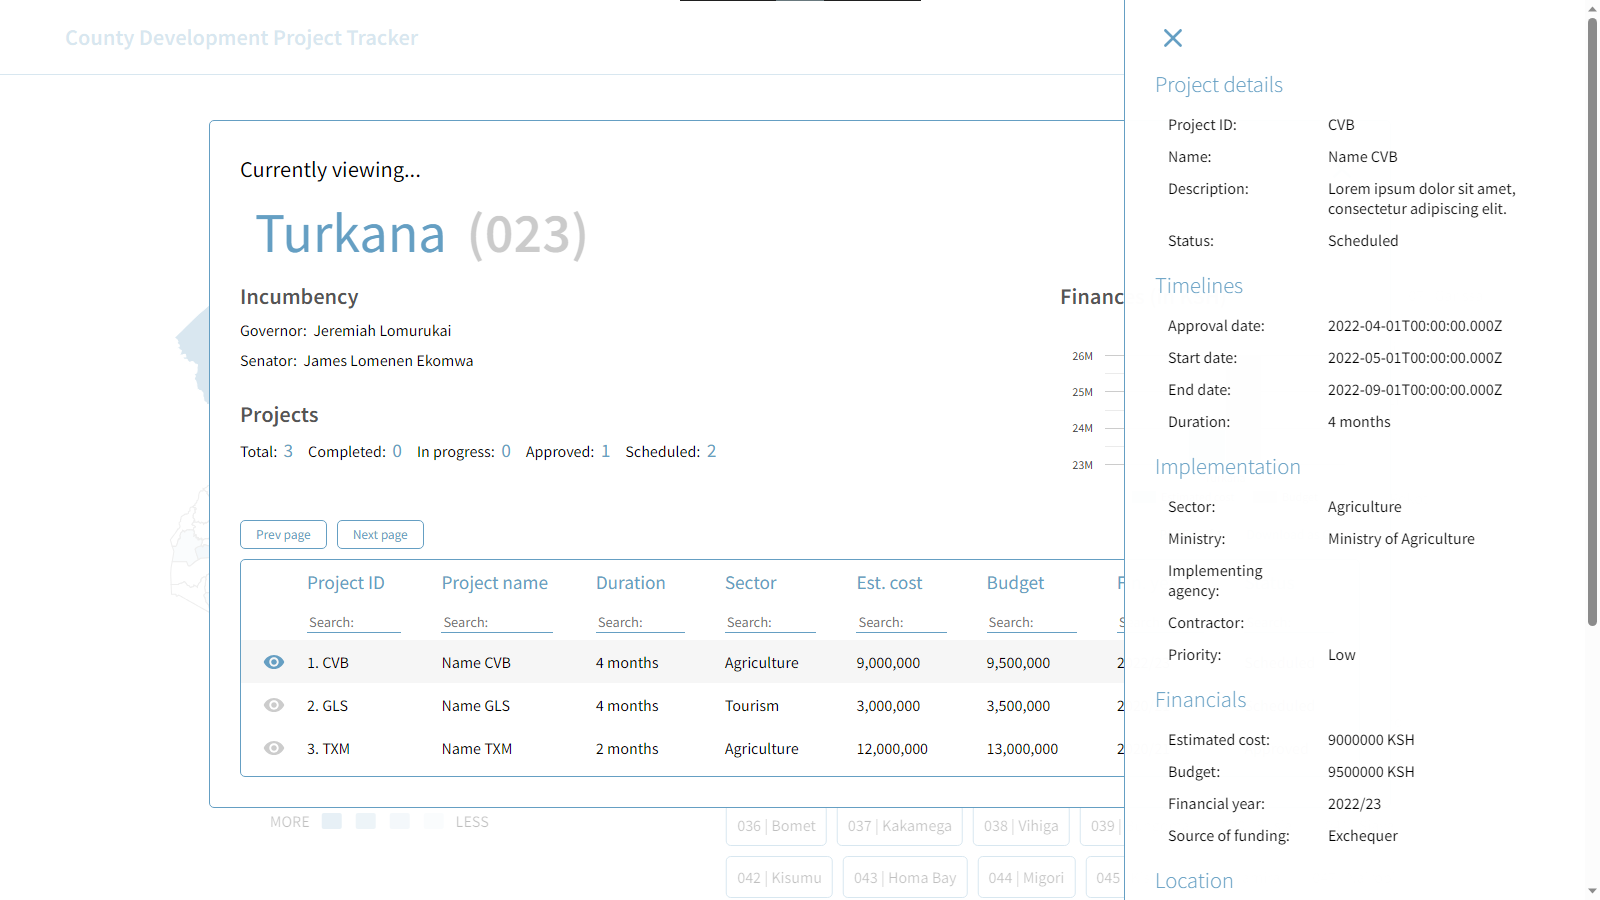 County Development Project Tracker
Currently viewing...
Turkana (023)
Incumbency
Governor: Jeremiah Lomurukai
Senator: James Lomenen Ekomwa
Projects
Total: 3 Completed: 0 In progress: 0 Approved: 1 Scheduled: 2
Financ
26M
25M
24M
23M
Prev page Next page
Project ID Project name Duration Sector Est. cost Budget F
Search: Search: Search: Search: Search: Search: S
1. CVB Name CVB 4 months Agriculture 9,000,000 9,500,000 2
2. GLS Name GLS 4 months Tourism 3,000,000 3,500,000 2
3. TXM Name TXM 2 months Agriculture 12,000,000 13,000,000 2
MORE LESS
036 | Bomet 037 | Kakamega 038 | Vihiga 039 |
042 | Kisumu 043 | Homa Bay 044 | Migori 045
Project details
Project ID: CVB
Name: Name CVB
Description: Lorem ipsum dolor sit amet,
consectetur adipiscing elit.
Status: Scheduled
Timelines
Approval date: 2022-04-01T00:00:00.000Z
Start date: 2022-05-01T00:00:00.000Z
End date: 2022-09-01T00:00:00.000Z
Duration: 4 months
Implementation
Sector: Agriculture
Ministry: Ministry of Agriculture
Implementing
agency:
Contractor:
Priority: Low
Financials
Estimated cost: 9000000 KSH
Budget: 9500000 KSH
Financial year: 2022/23
Source of funding: Exchequer
Location